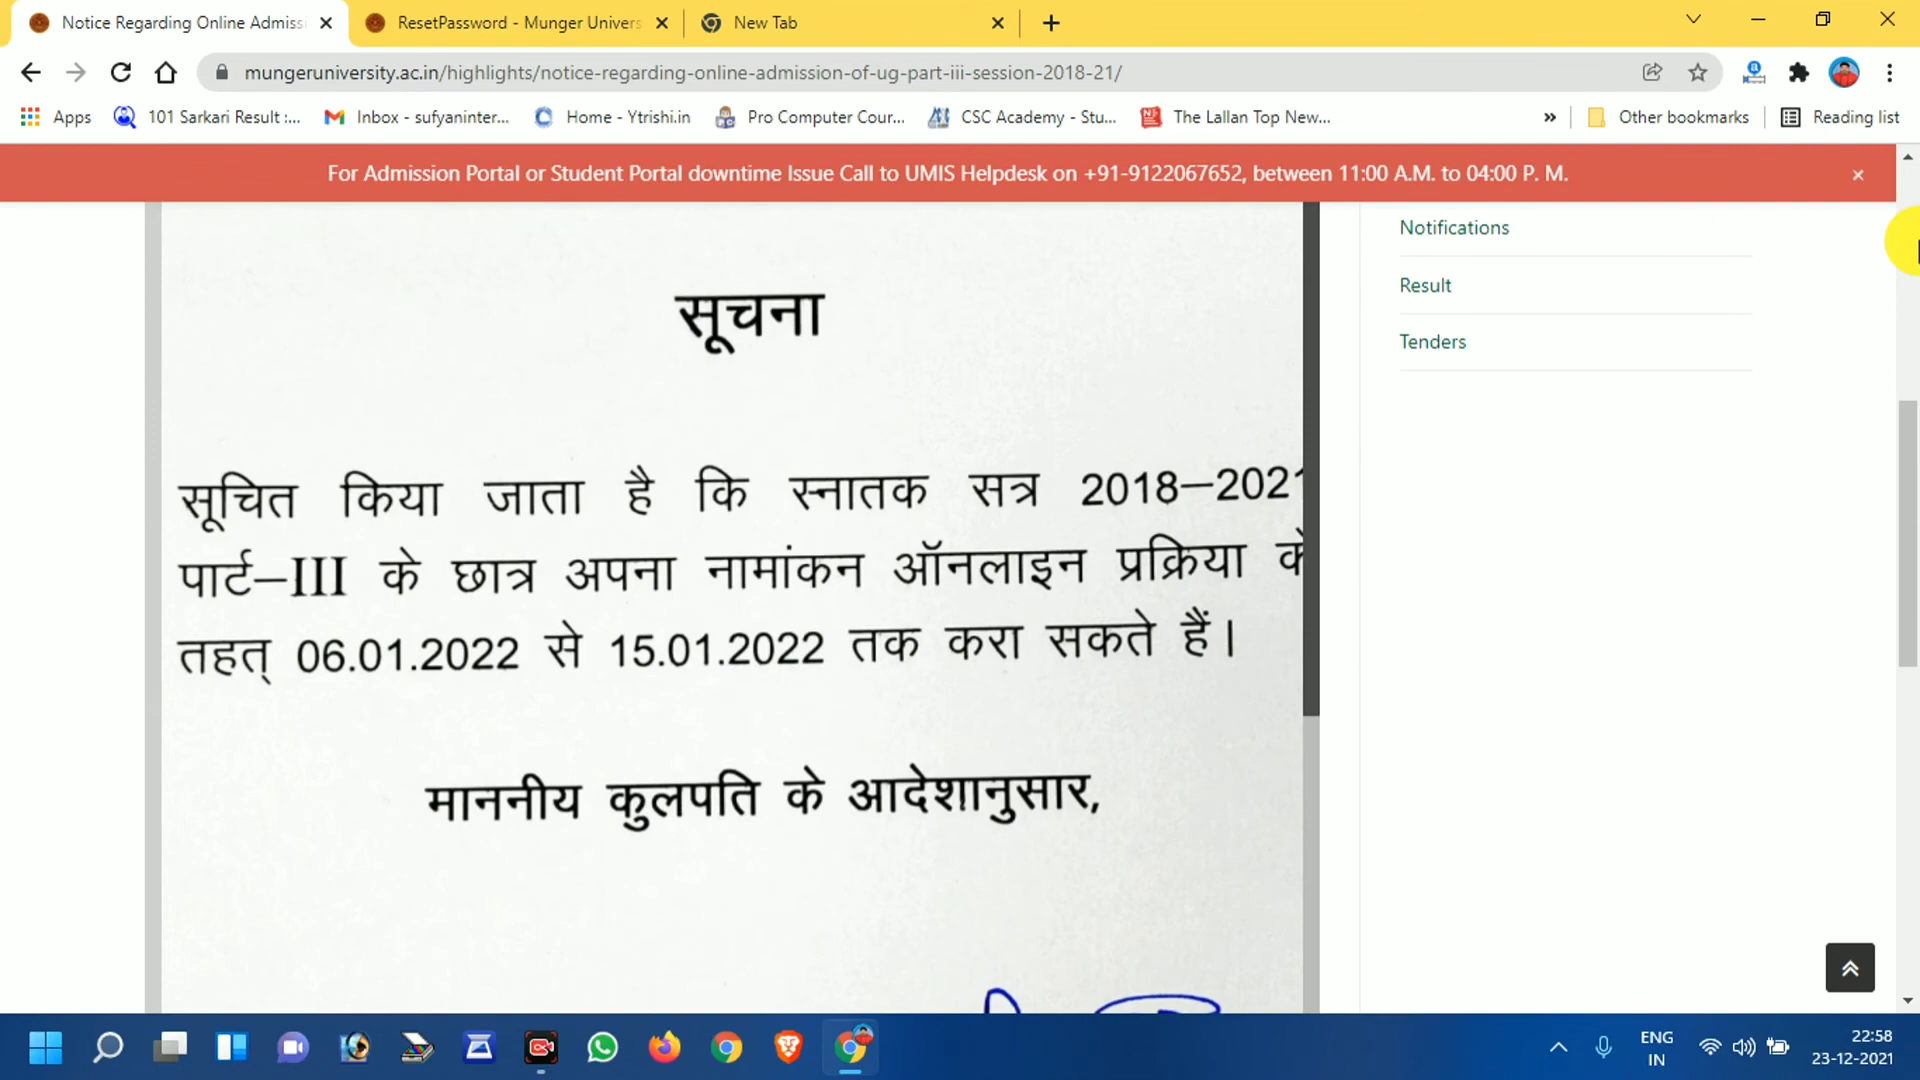 Notice Regarding Online Admiss
ResetPassword - Munger Univers
New Tab
mungeruniversity.ac.in/highlights/notice-regarding-online-admission-of-ug-part-iii-session-2018-21/
Apps
101 Sarkari Result :...
Inbox - sufyaninter...
Home - Ytrishi.in
Pro Computer Cour...
CSC Academy - Stu...
The Lallan Top New...
»
Other bookmarks
Reading list
For Admission Portal or Student Portal downtime Issue Call to UMIS Helpdesk on +91-9122067652, between 11:00 A.M. to 04:00 P. M.
Notifications
Result
Tenders
सूचना
सूचित किया जाता है कि स्नातक सत्र 2018–2021
पार्ट–III के छात्र अपना नामांकन ऑनलाइन प्रक्रिया के
तहत् 06.01.2022 से 15.01.2022 तक करा सकते हैं।
माननीय कुलपति के आदेशानुसार,
ENG
IN
22:58
23-12-2021